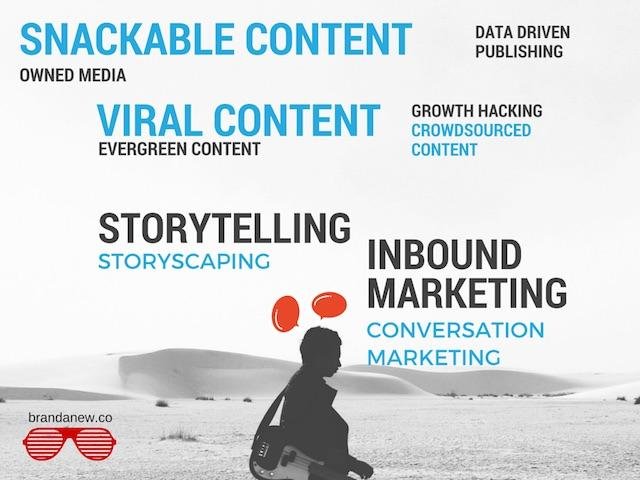 SNACKABLE CONTENT
DATA DRIVEN
PUBLISHING
OWNED MEDIA
VIRAL CONTENT
EVERGREEN CONTENT
GROWTH HACKING
CROWDSOURCED
CONTENT
STORYTELLING
STORYSCAPING
INBOUND
MARKETING
CONVERSATION
MARKETING
brandanew.co